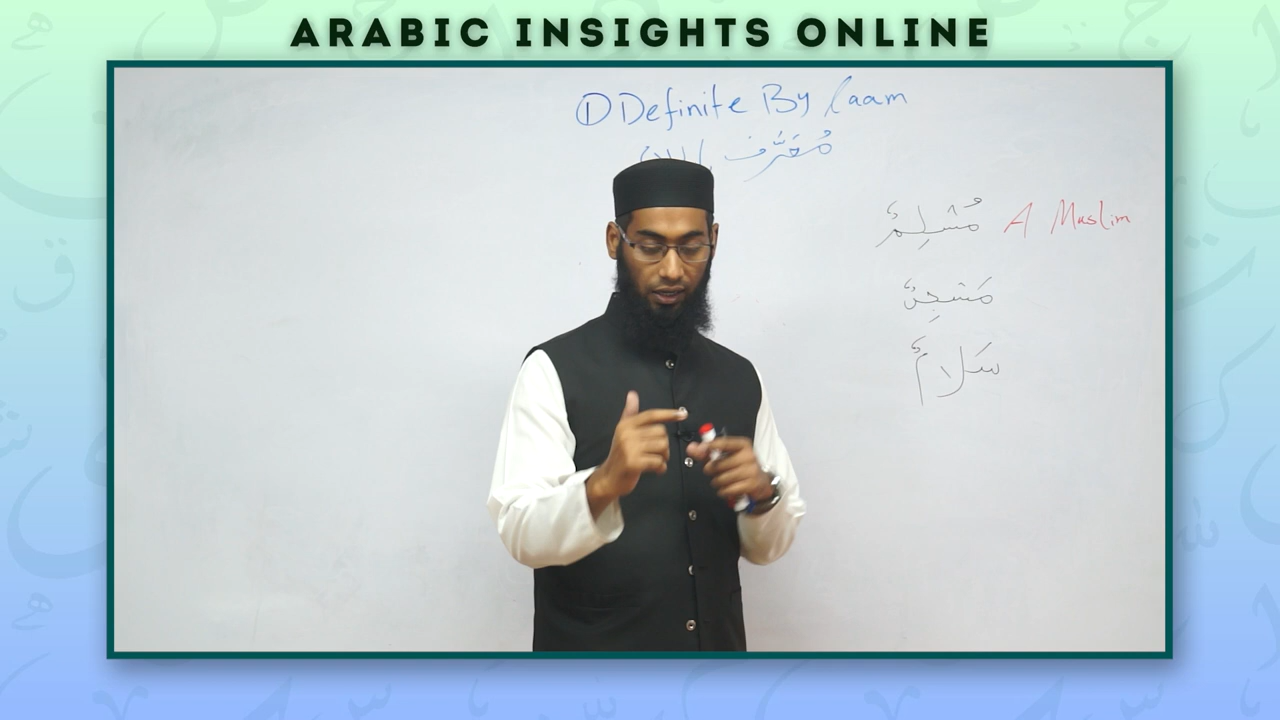 ARABIC INSIGHTS ONLINE
① Definite By laam
مُعَرَّف
مُسْلِمٌ A Muslim
مَسْجِدٌ
سَلَامٌ